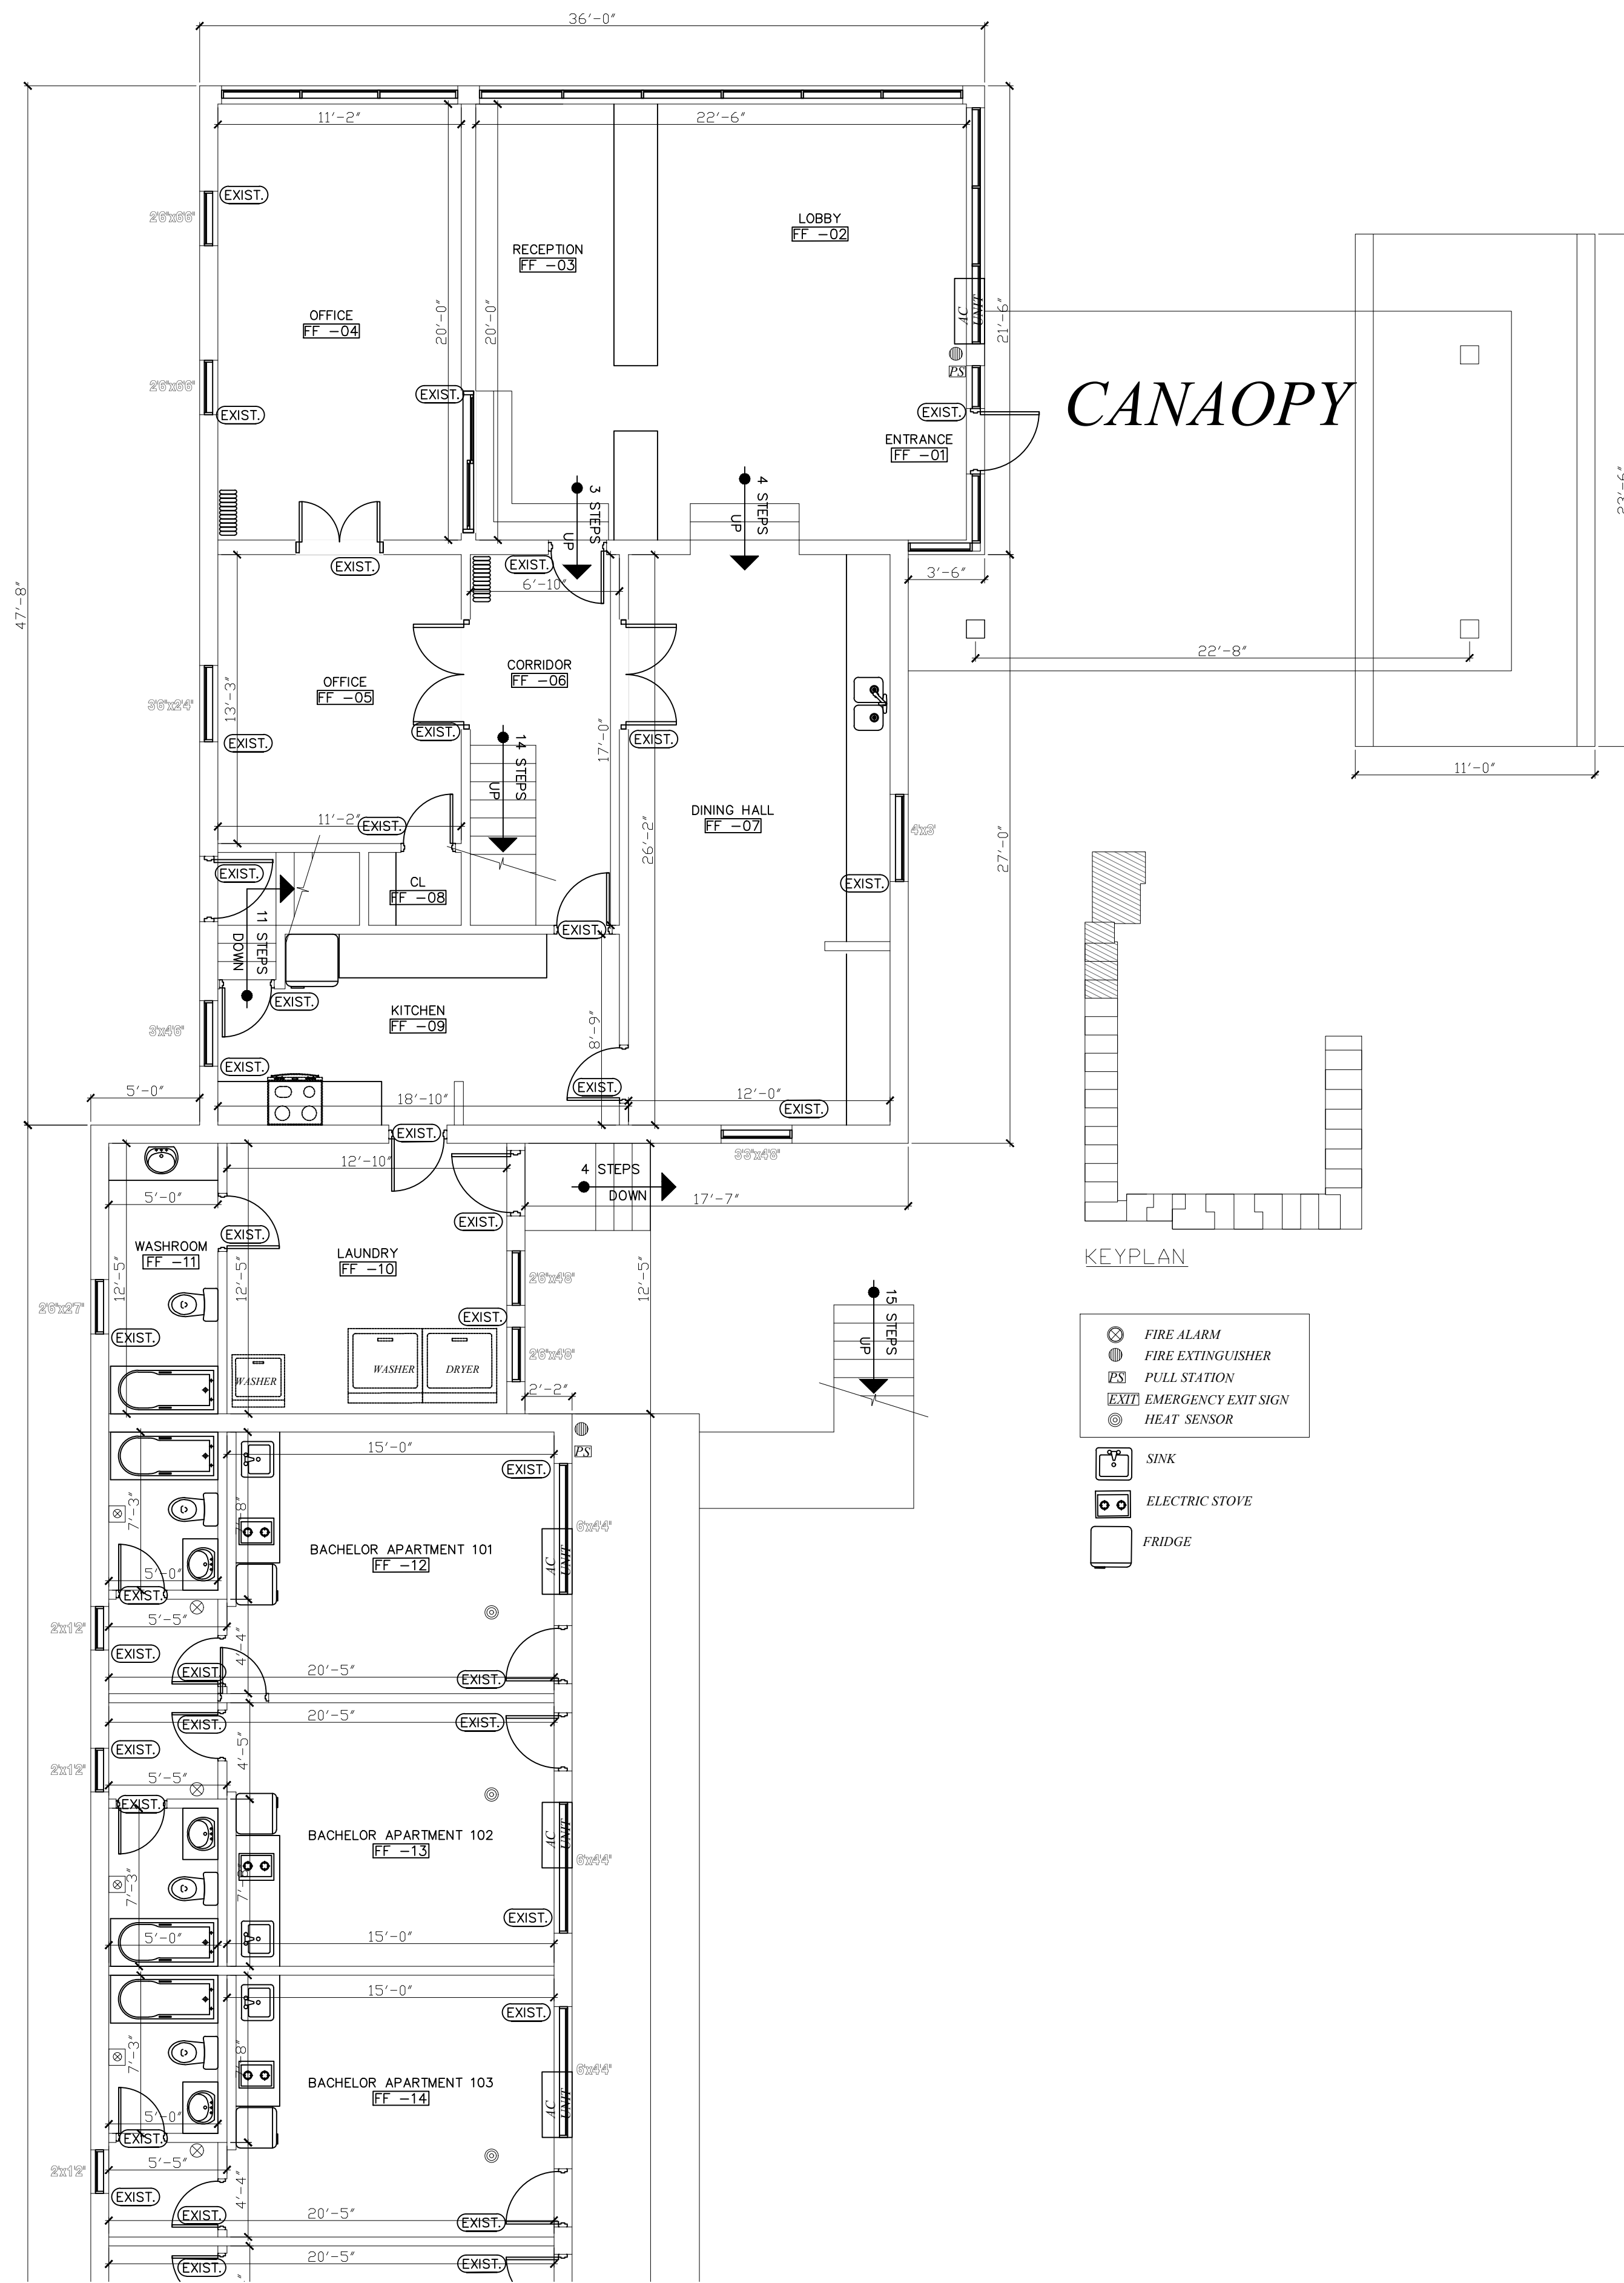 36'-0"
11'-2"
22'-6"
EXIST.
2'6"x6'6"
LOBBY
FF -02
RECEPTION
FF -03
OFFICE
FF -04
20'-0"
20'-0"
AC UNIT
21'-6"
PS
2'6"x6'6"
EXIST.
EXIST.
EXIST.
CANAOPY
ENTRANCE
FF -01
23'-6"
3 STEPS
UP
4 STEPS
UP
EXIST.
EXIST.
6'-10"
3'-6"
47'-8"
22'-8"
OFFICE
FF -05
CORRIDOR
FF -06
13'-3"
3'6"x2'4"
EXIST.
EXIST.
EXIST.
17'-0"
14 STEPS
UP
11'-0"
DINING HALL
FF -07
11'-2"
EXIST.
26'-2"
4'x3'
27'-0"
EXIST.
EXIST.
CL
FF -08
11 STEPS
DOWN
EXIST.
EXIST.
KITCHEN
FF -09
8'-9"
3'x4'6"
EXIST.
EXIST.
5'-0"
18'-10"
12'-0"
EXIST.
EXIST.
3'3"x4'8"
12'-10"
4 STEPS
DOWN
5'-0"
17'-7"
EXIST.
EXIST.
WASHROOM
FF -11
LAUNDRY
FF -10
12'-5"
12'-5"
12'-5"
2'6"x4'8"
2'6"x2'7"
EXIST.
EXIST.
2'6"x4'8"
WASHER
WASHER
DRYER
2'-2"
15 STEPS
UP
KEYPLAN
FIRE ALARM
FIRE EXTINGUISHER
PS PULL STATION
EXIT EMERGENCY EXIT SIGN
HEAT SENSOR
SINK
ELECTRIC STOVE
FRIDGE
PS
15'-0"
EXIST.
7'-3"
6'x4'4"
BACHELOR APARTMENT 101
FF -12
AC UNIT
5'-0"
EXIST.
5'-5"
2'x1'2"
EXIST.
4'-4"
EXIST.
20'-5"
EXIST.
20'-5"
EXIST.
EXIST.
EXIST.
4'-5"
2'x1'2"
5'-5"
EXIST.
BACHELOR APARTMENT 102
FF -13
AC UNIT
6'x4'4"
7'-3"
EXIST.
5'-0"
15'-0"
15'-0"
EXIST.
7'-3"
6'x4'4"
BACHELOR APARTMENT 103
FF -14
AC UNIT
5'-0"
EXIST.
5'-5"
2'x1'2"
EXIST.
4'-4"
EXIST.
20'-5"
EXIST.
20'-5"
EXIST.
EXIST.